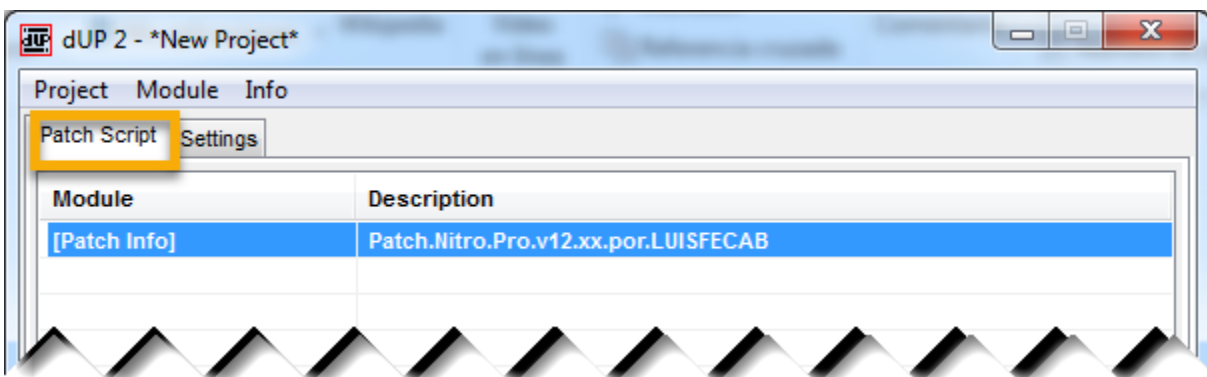 dUP 2 - *New Project*
Project Module Info
Patch Script Settings
Module Description
[Patch Info] Patch.Nitro.Pro.v12.xx.por.LUISFECAB